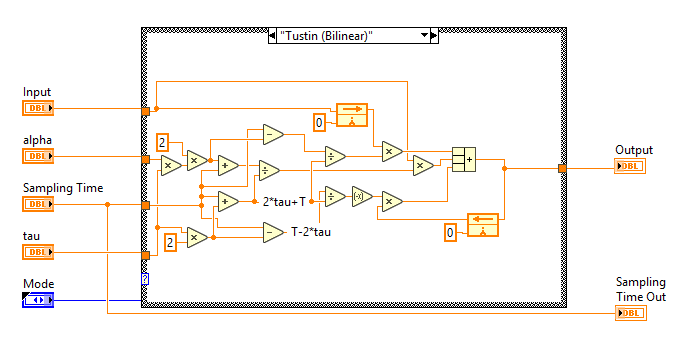 "Tustin (Bilinear)"
Input
DBL
alpha
DBL
Sampling Time
DBL
tau
DBL
Mode
?
2
0
2*tau+T
2
T-2*tau
0
Output
DBL
Sampling
Time Out
DBL